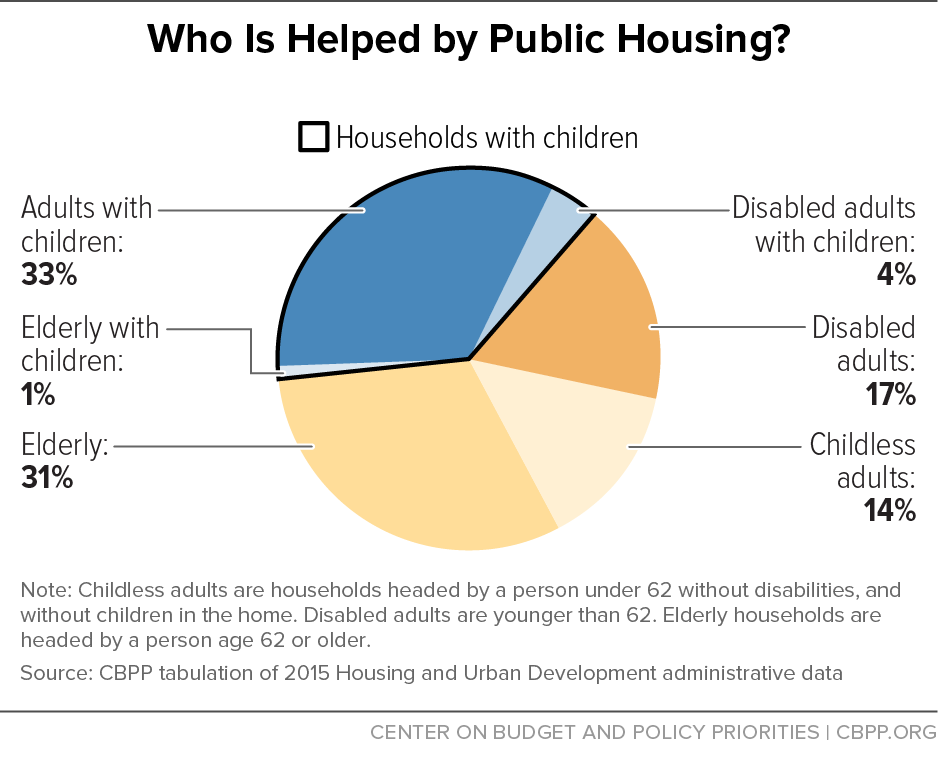 Who Is Helped by Public Housing?
Households with children
Adults with
children:
33%
Elderly with
children:
1%
Elderly:
31%
Disabled adults
with children:
4%
Disabled
adults:
17%
Childless
adults:
14%
Note: Childless adults are households headed by a person under 62 without disabilities, and
without children in the home. Disabled adults are younger than 62. Elderly households are
headed by a person age 62 or older.
Source: CBPP tabulation of 2015 Housing and Urban Development administrative data
CENTER ON BUDGET AND POLICY PRIORITIES | CBPP.ORG